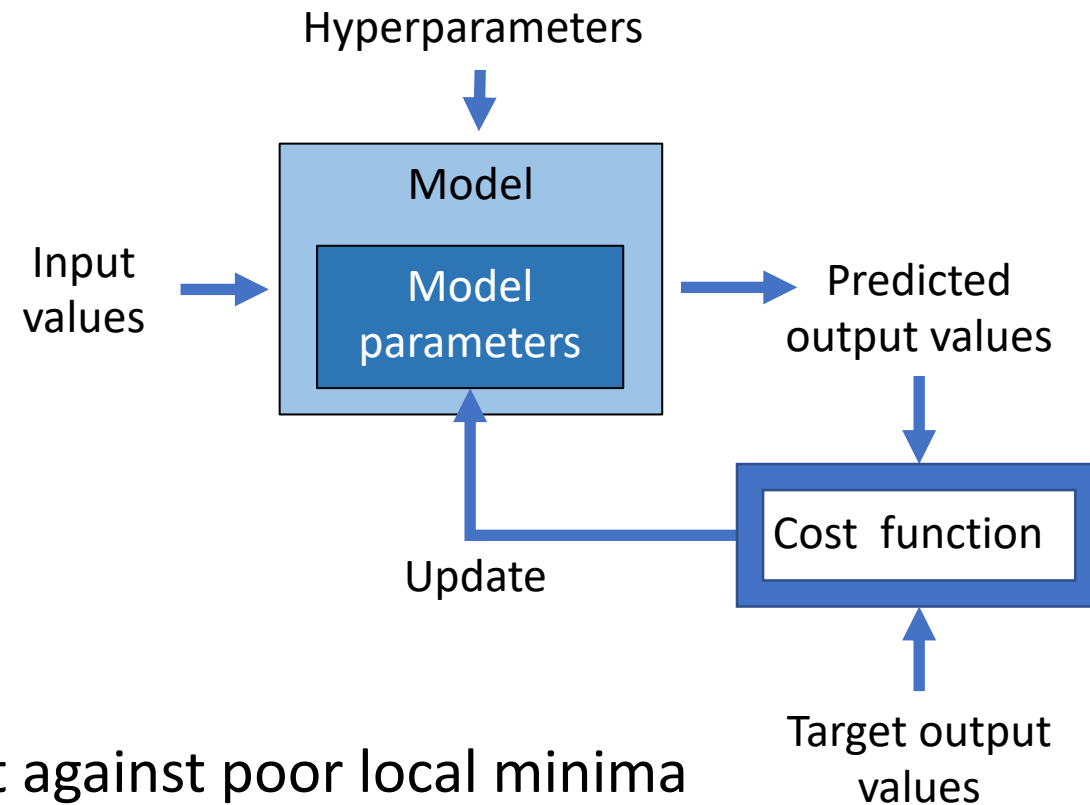 Hyperparameters
Model
Input
values
Model
parameters
Predicted
output values
Cost function
Update
Target output
values
against poor local minima